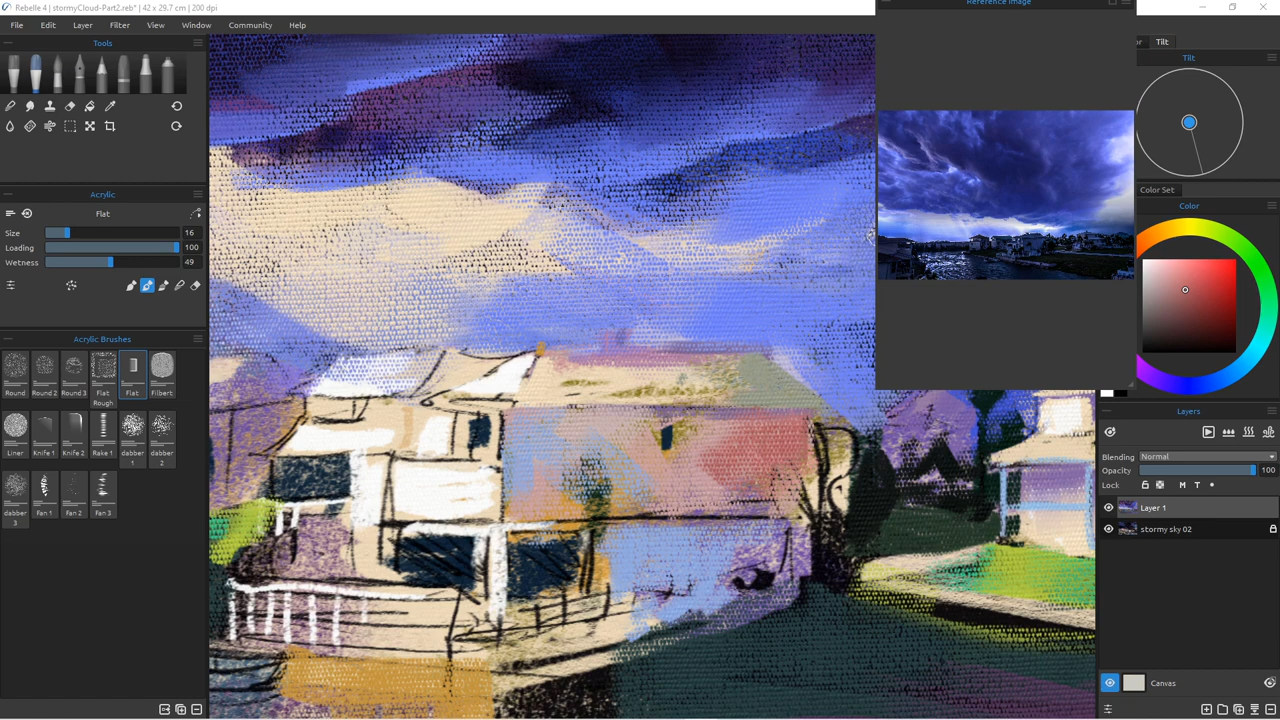 Rebelle 4 | stormyCloud-Part2.reb* | 42 x 29.7 cm | 200 dpi
File Edit Layer Filter View Window Community Help
Tools
Acrylic
Flat
Size 16
Loading 100
Wetness 49
Acrylic Brushes
Round Round 2 Round 3 Flat Rough Flat Filbert
Liner Knife 1 Knife 2 Rake 1 dabber 1 dabber 2
dabber 3 Fan 1 Fan 2 Fan 3
Reference Image
Tilt
Tilt
Color Set
Color
Layers
Blending Normal
Opacity 100
Lock M T
Layer 1
stormy sky 02
Canvas